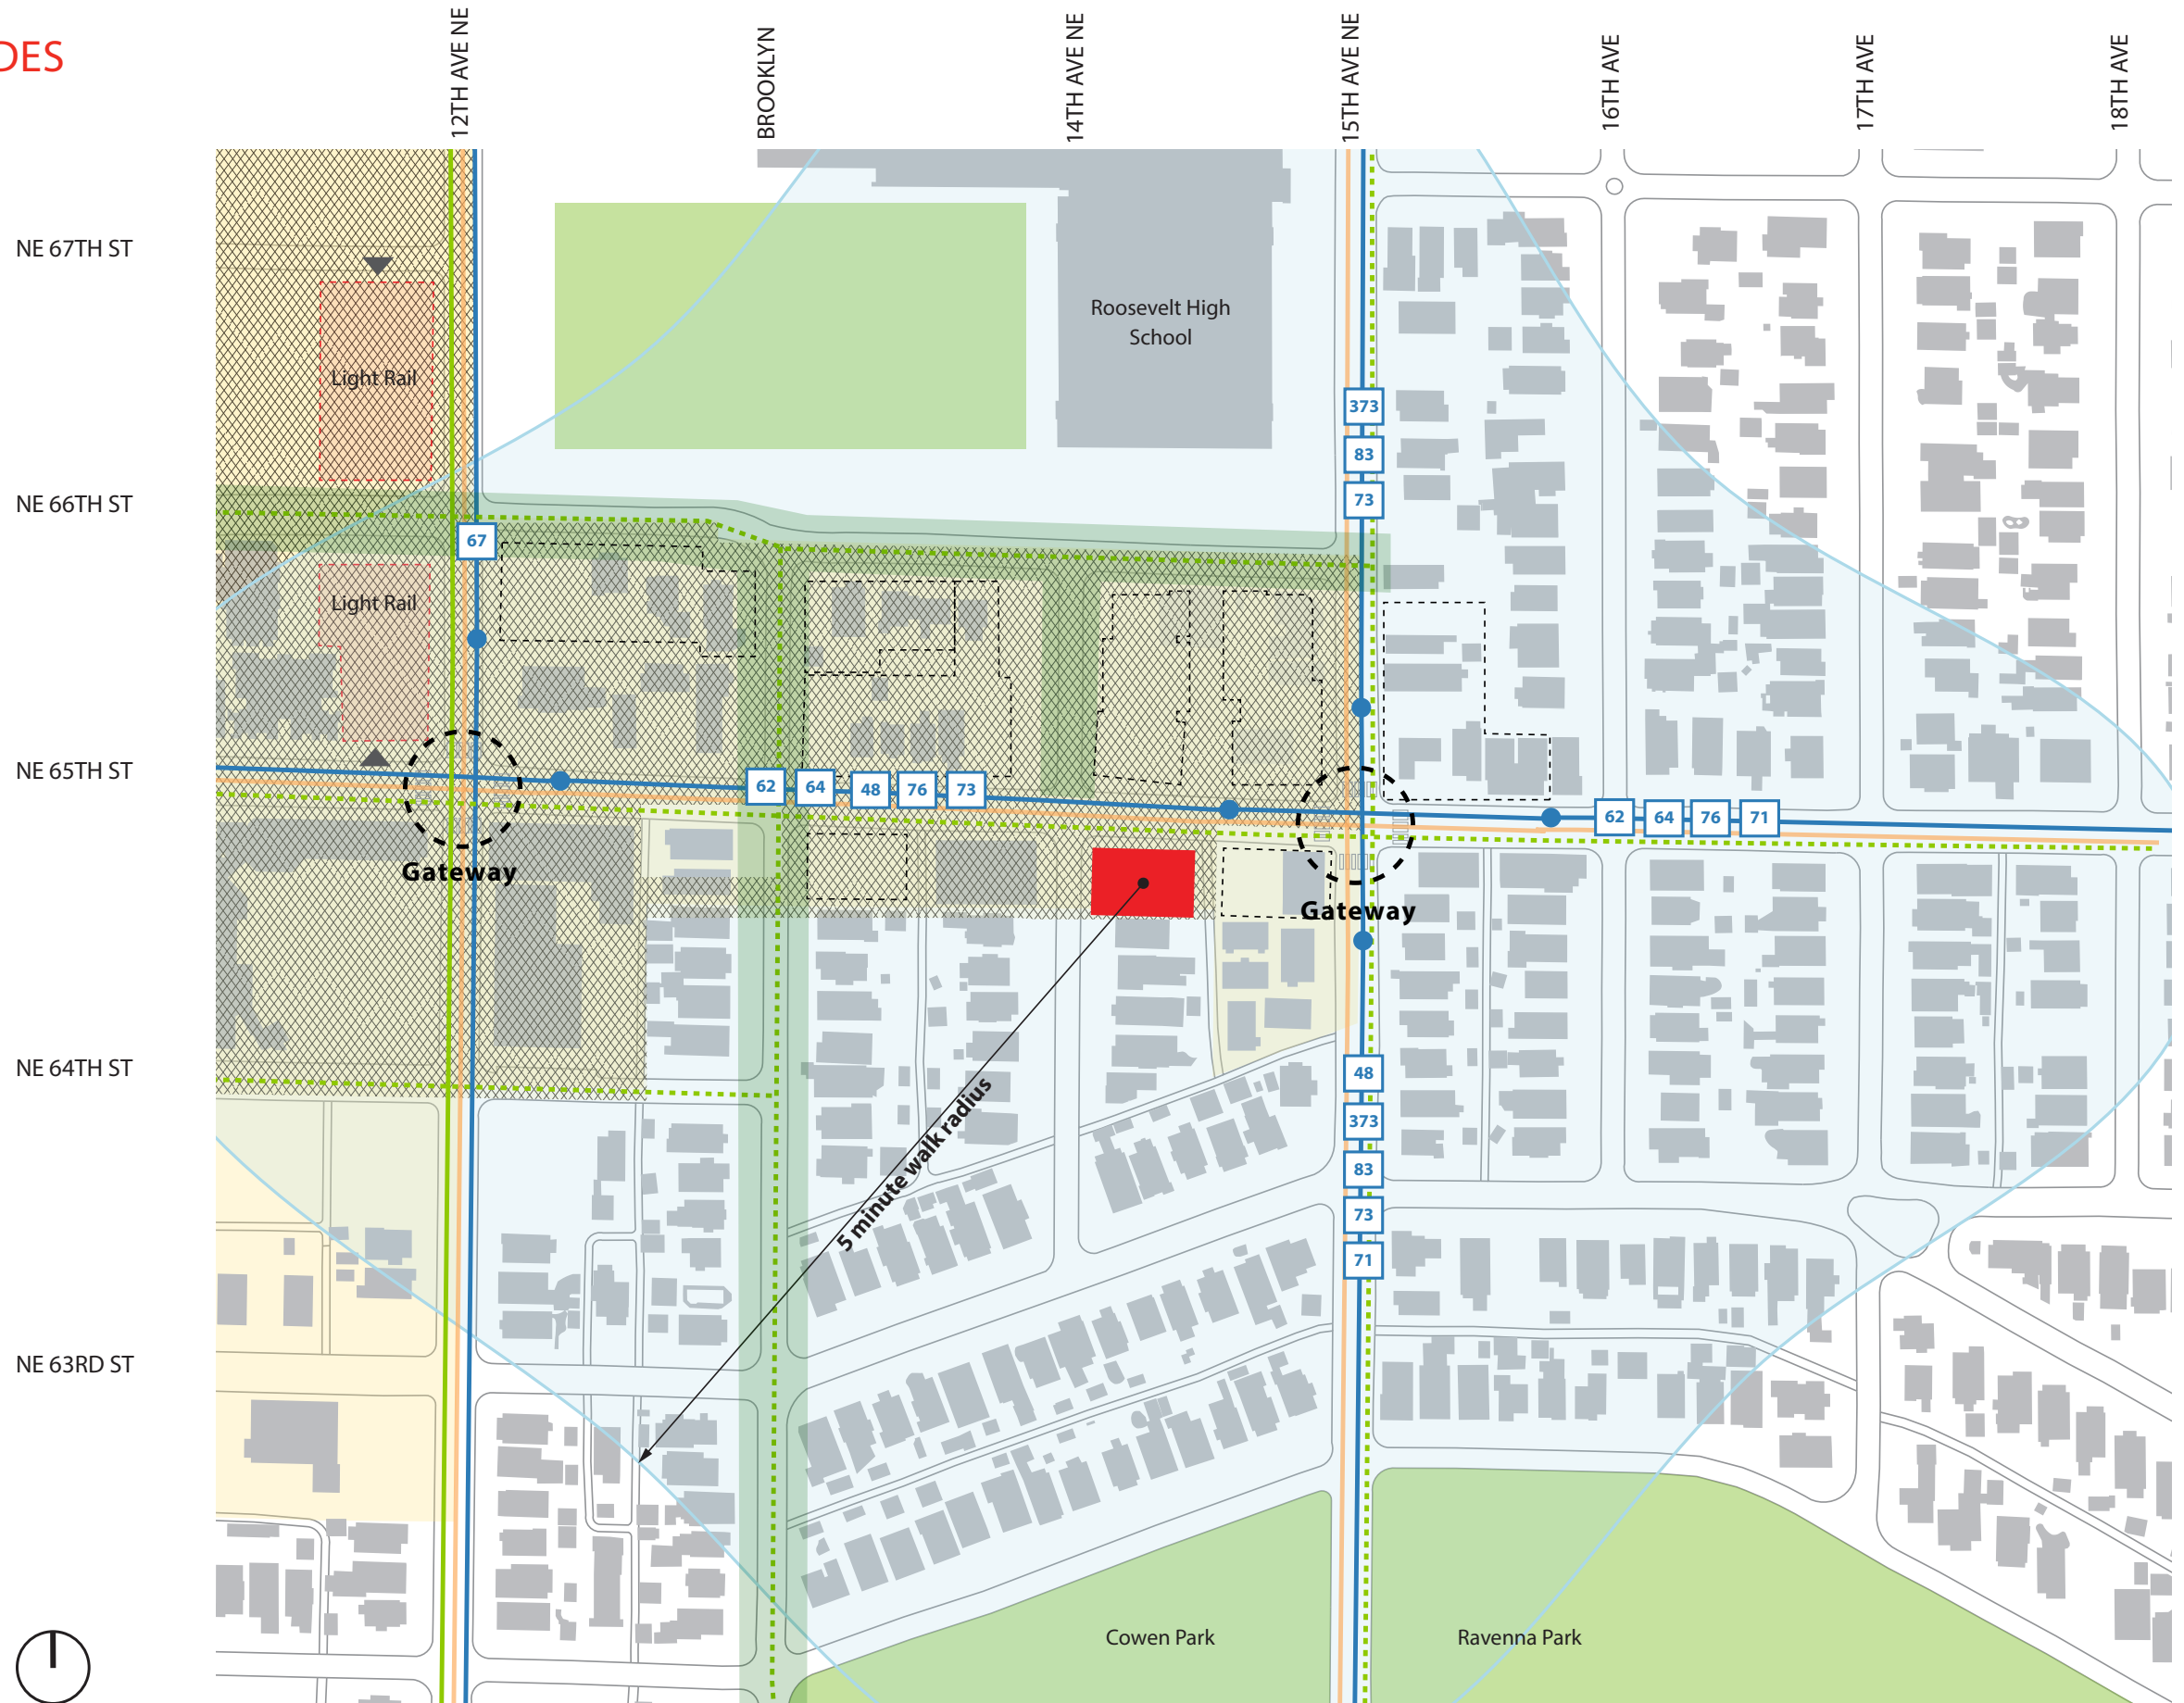 DES
12TH AVE NE
BROOKLYN
14TH AVE NE
15TH AVE NE
16TH AVE
17TH AVE
18TH AVE
NE 67TH ST
NE 66TH ST
NE 65TH ST
NE 64TH ST
NE 63RD ST
Roosevelt High
School
Light Rail
373
83
73
67
Light Rail
62
64
48
76
73
62
64
76
71
Gateway
Gateway
48
373
83
73
71
5 minute walk radius
Cowen Park
Ravenna Park